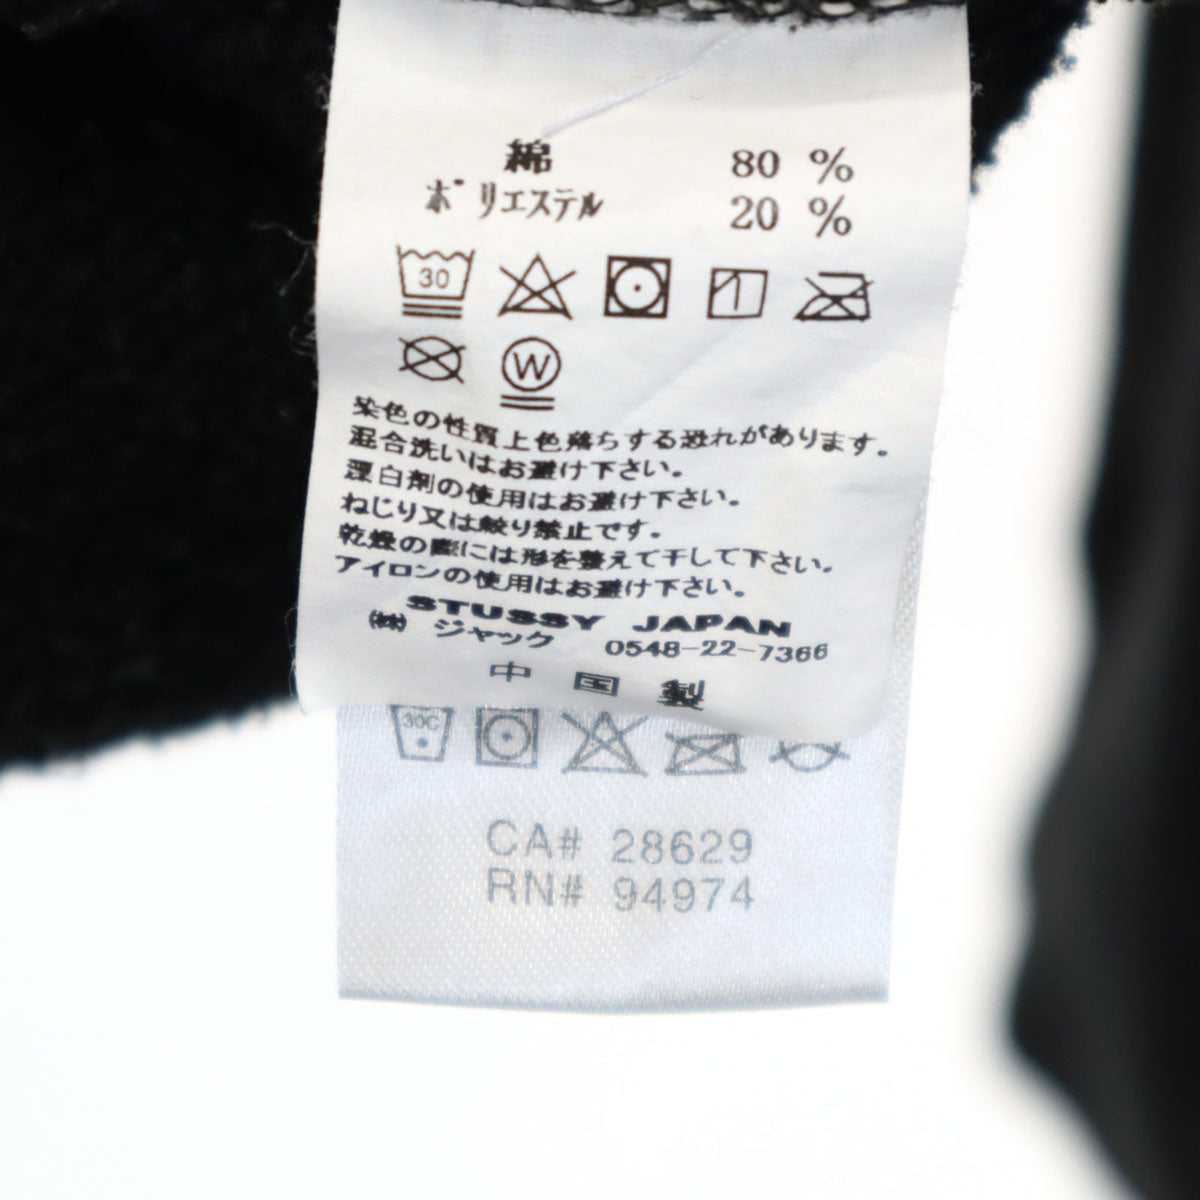 綿 80 %
ポリエステル 20 %
30
W
染色の性質上色落ちする恐れがあります。
混合洗いはお避け下さい。
漂白剤の使用はお避け下さい。
ねじり又は絞り禁止です。
乾燥の際には形を整えて干して下さい。
アイロンの使用はお避け下さい。
STUSSY JAPAN
㈱ ジャック 0548-22-7366
中国製
30C
CA# 28629
RN# 94974